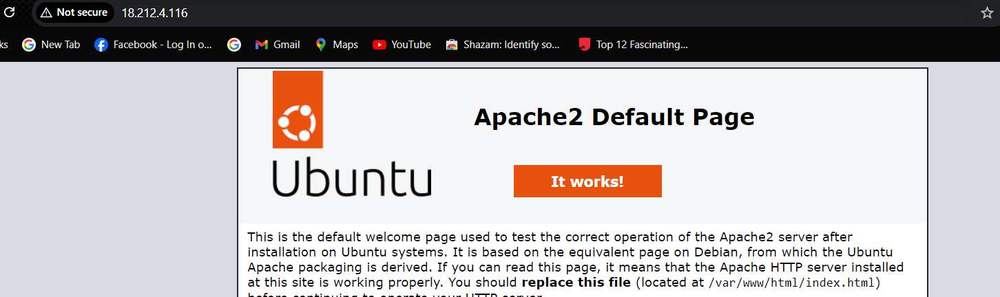 Not secure 18.212.4.116
ks New Tab Facebook - Log In o... Gmail Maps YouTube Shazam: Identify so... Top 12 Fascinating...
Ubuntu
Apache2 Default Page
It works!
This is the default welcome page used to test the correct operation of the Apache2 server after
installation on Ubuntu systems. It is based on the equivalent page on Debian, from which the Ubuntu
Apache packaging is derived. If you can read this page, it means that the Apache HTTP server installed
at this site is working properly. You should replace this file (located at /var/www/html/index.html)
before continuing to operate your HTTP server.